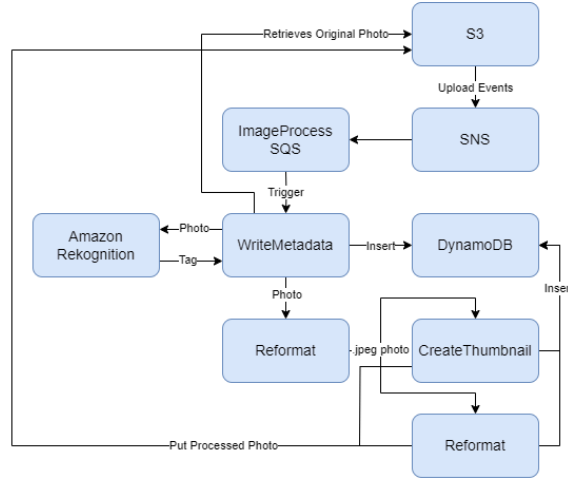 Retrieves Original Photo
S3
Upload Events
ImageProcess
SQS
SNS
Trigger
Amazon
Rekognition
Photo
Tag
WriteMetadata
Insert
DynamoDB
Inser
Photo
Reformat
.jpeg photo
CreateThumbnail
Reformat
Put Processed Photo